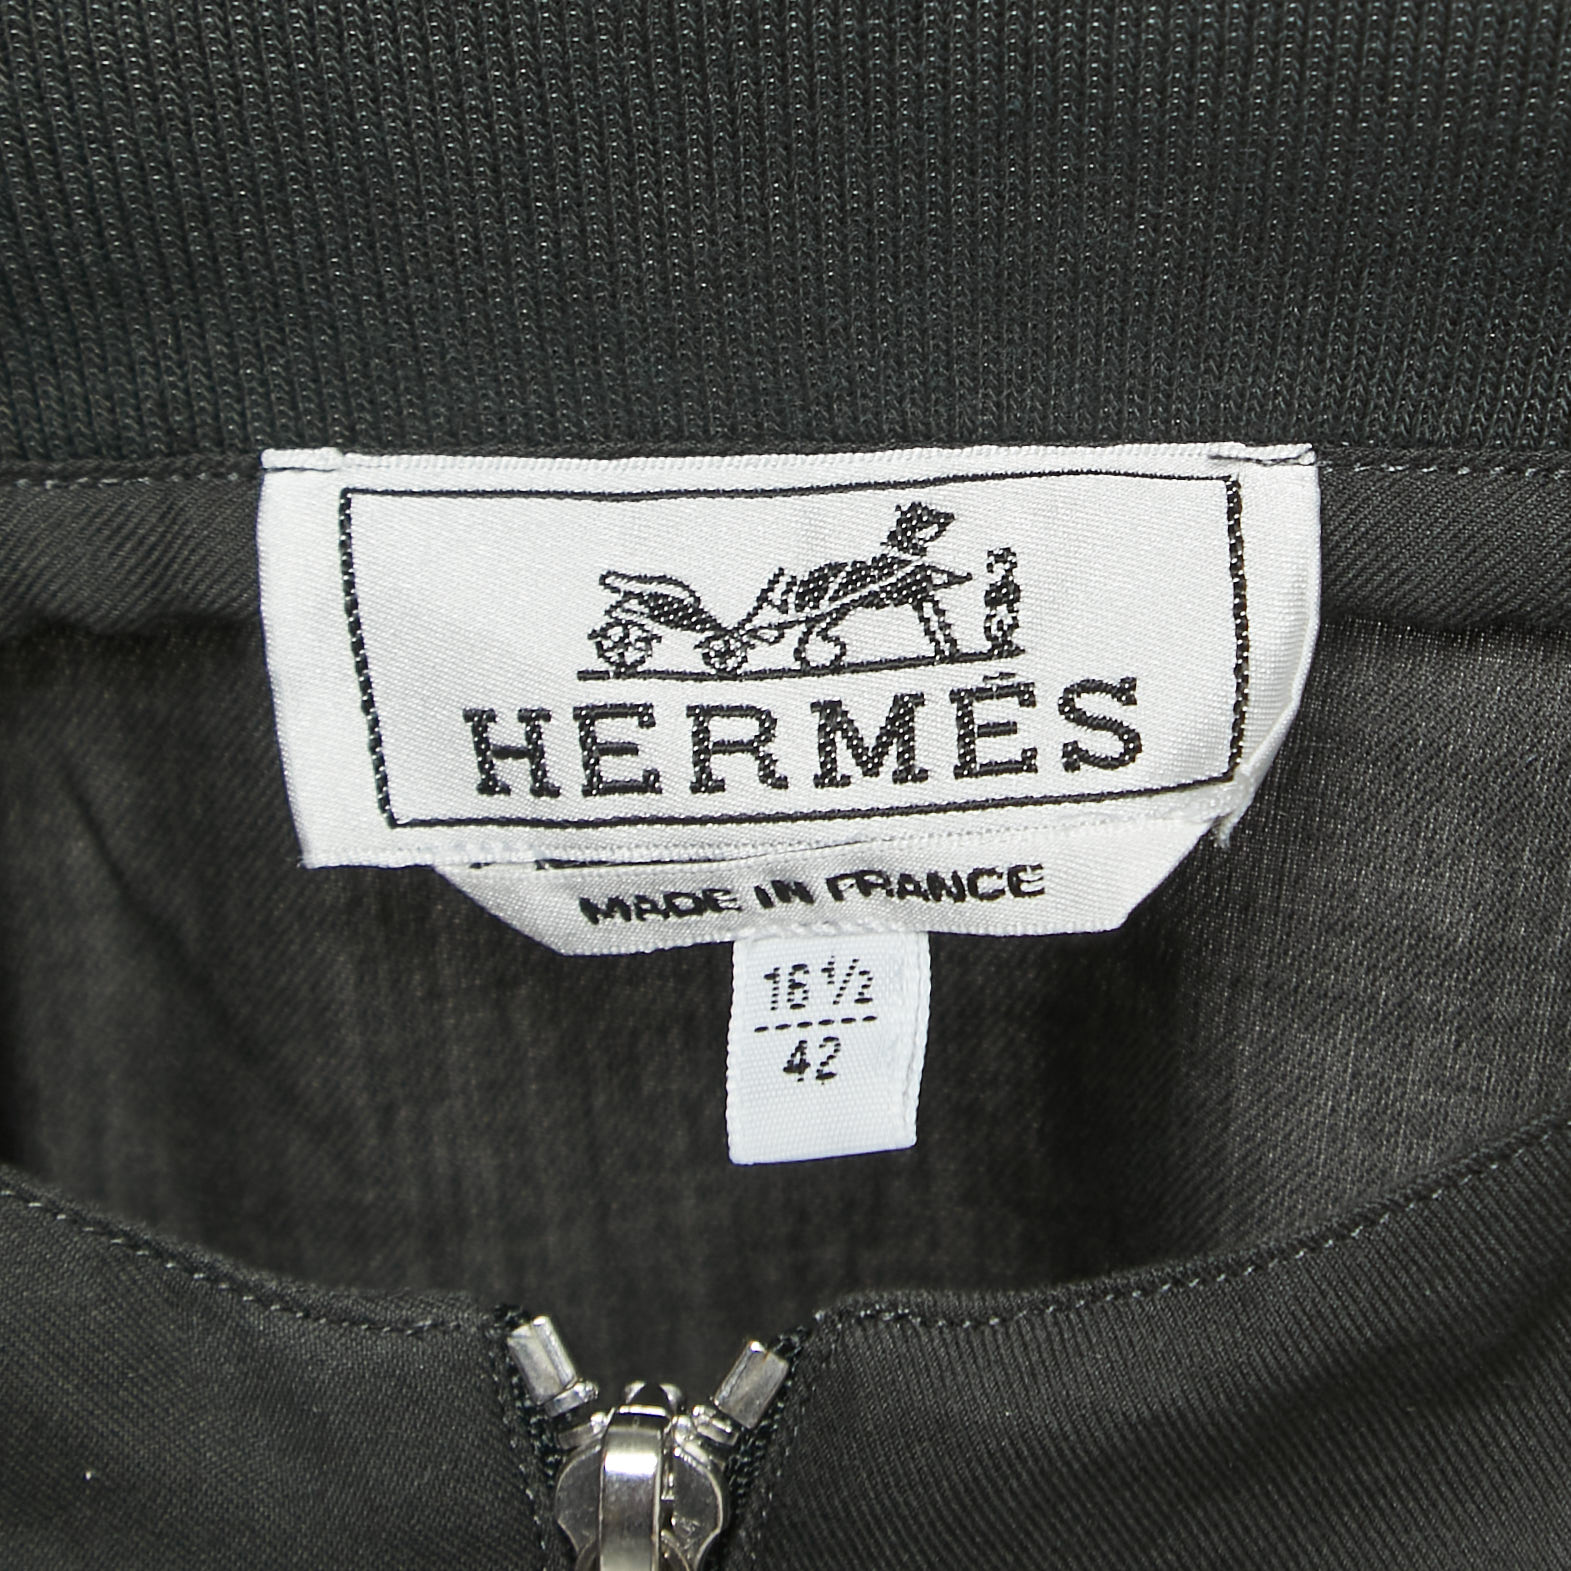 HERMÈS
MADE IN FRANCE
16 1/2
42